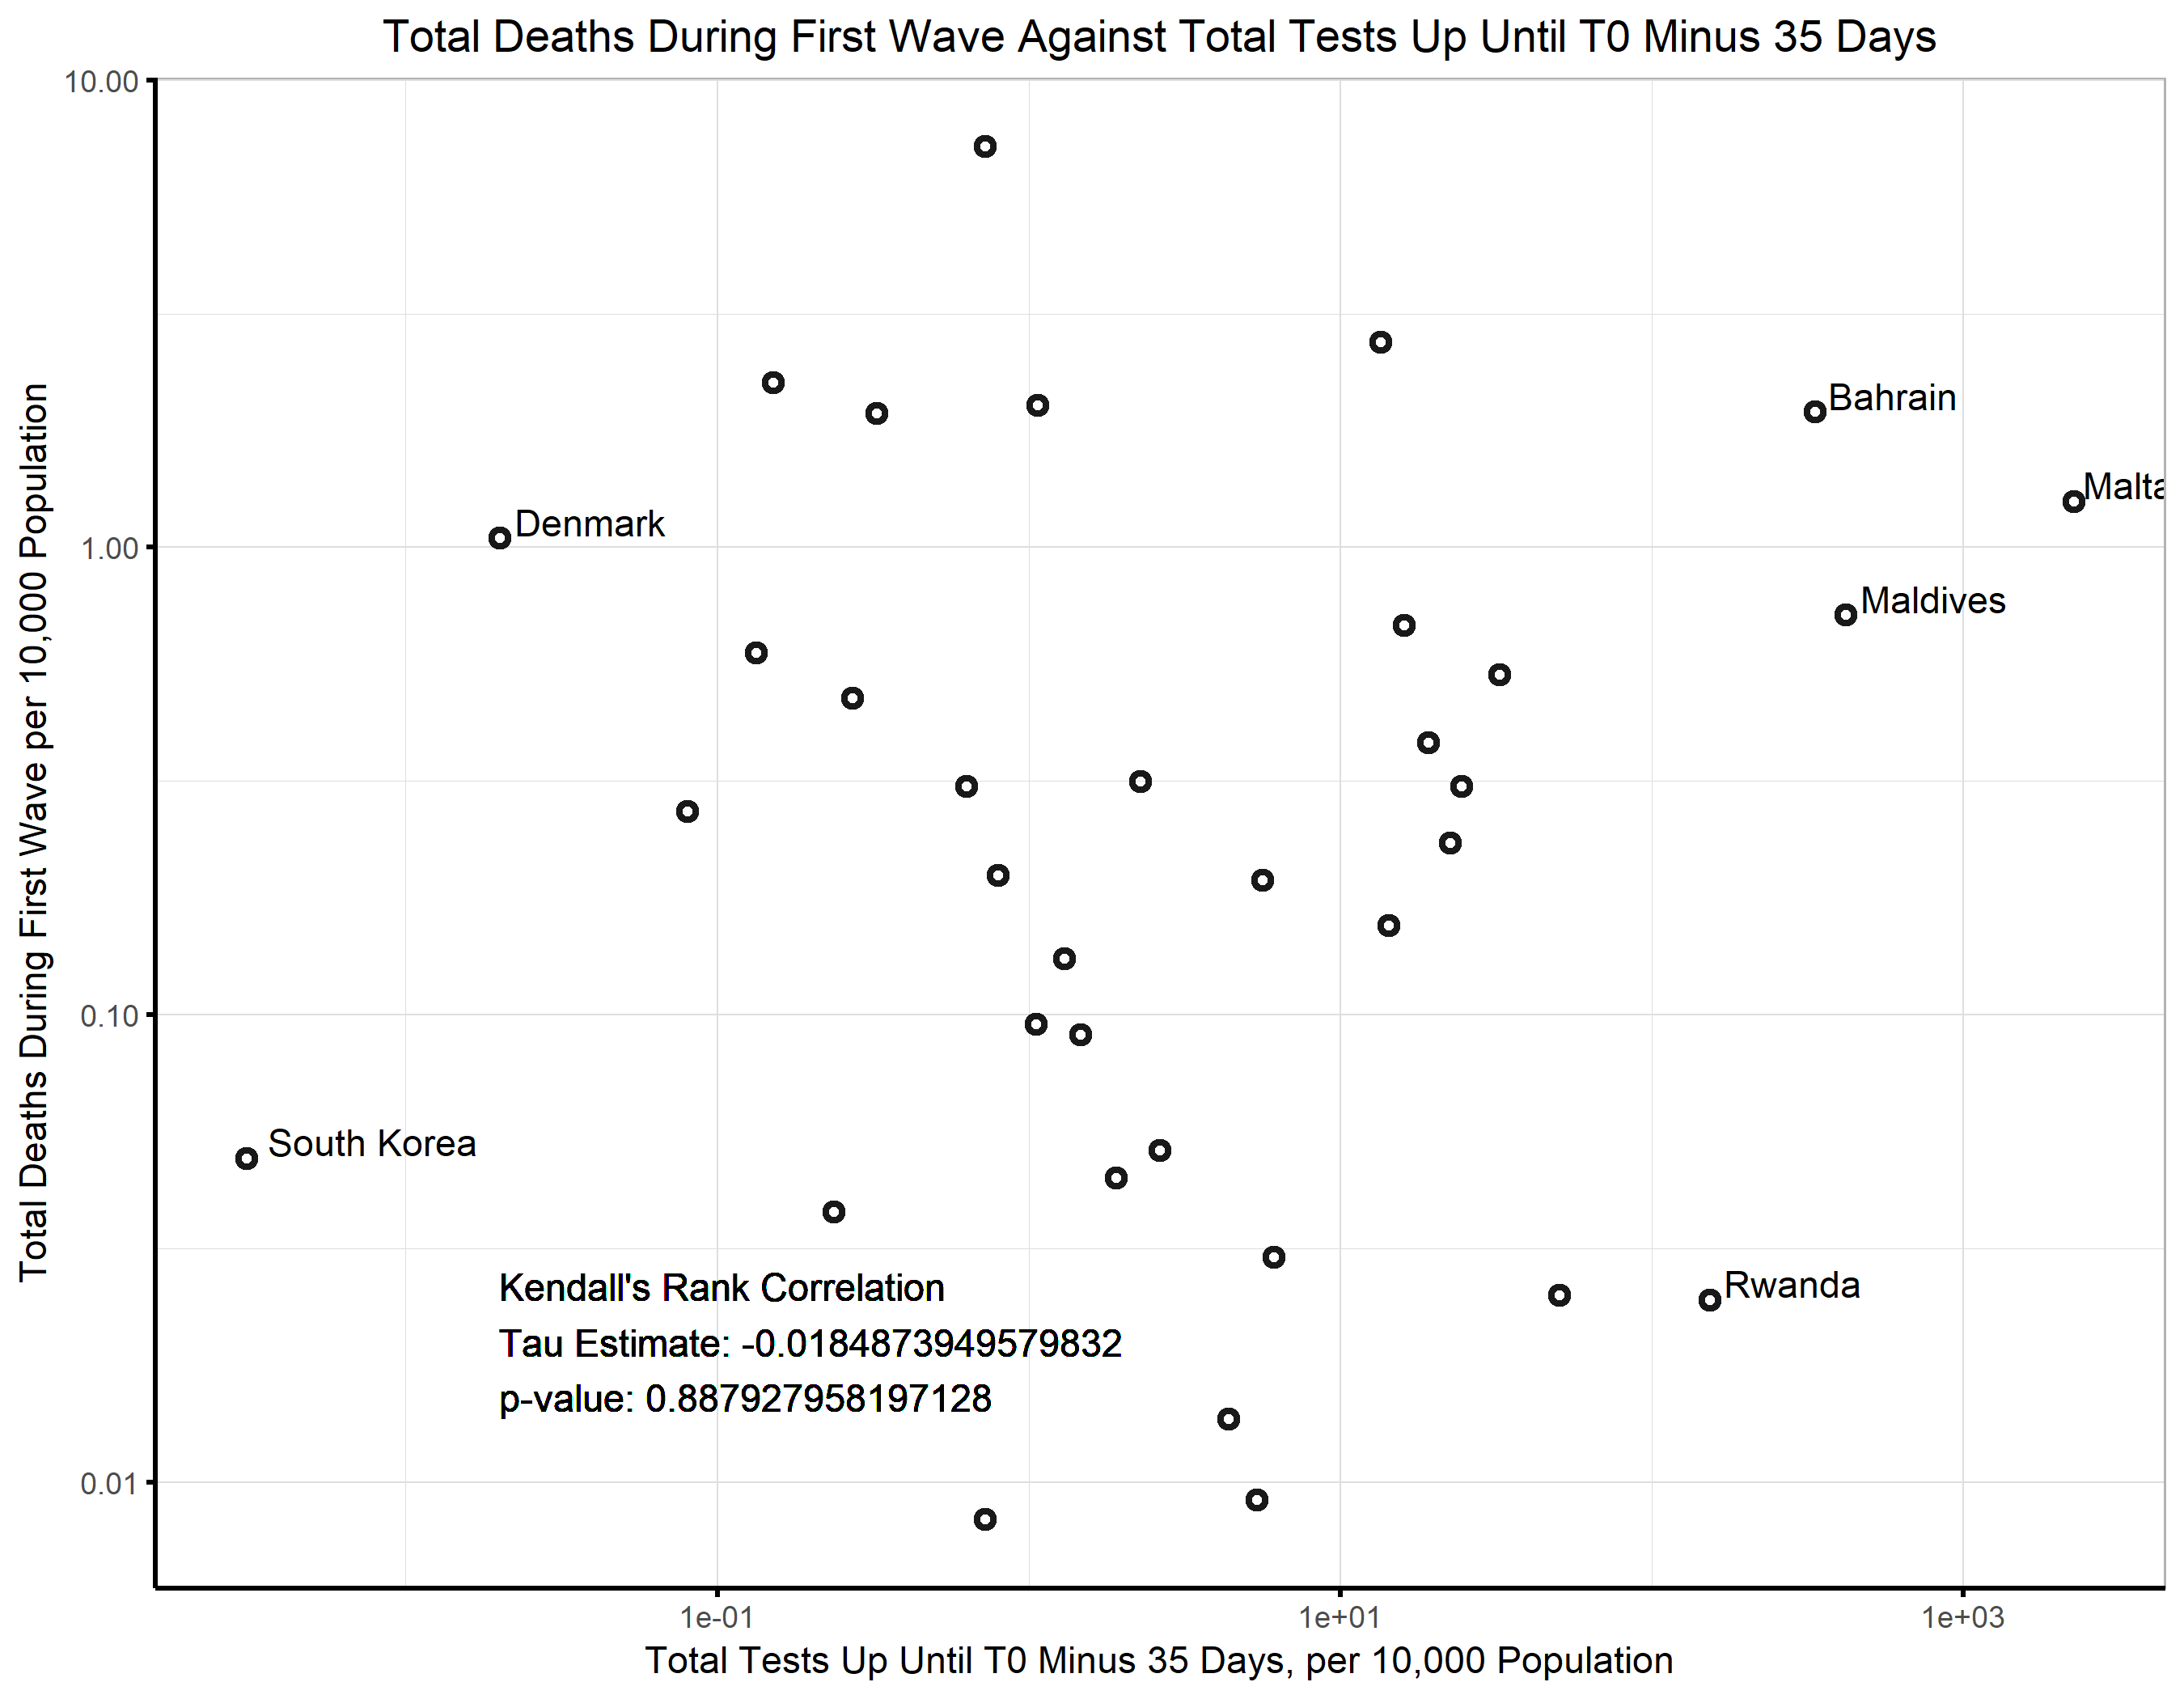 Total Deaths During First Wave Against Total Tests Up Until T0 Minus 35 Days
10.00
1.00
0.10
0.01
Total Deaths During First Wave per 10,000 Population
Bahrain
Malta
Denmark
Maldives
South Korea
Rwanda
Kendall's Rank Correlation
Tau Estimate: -0.0184873949579832
p-value: 0.887927958197128
1e-01
1e+01
1e+03
Total Tests Up Until T0 Minus 35 Days, per 10,000 Population